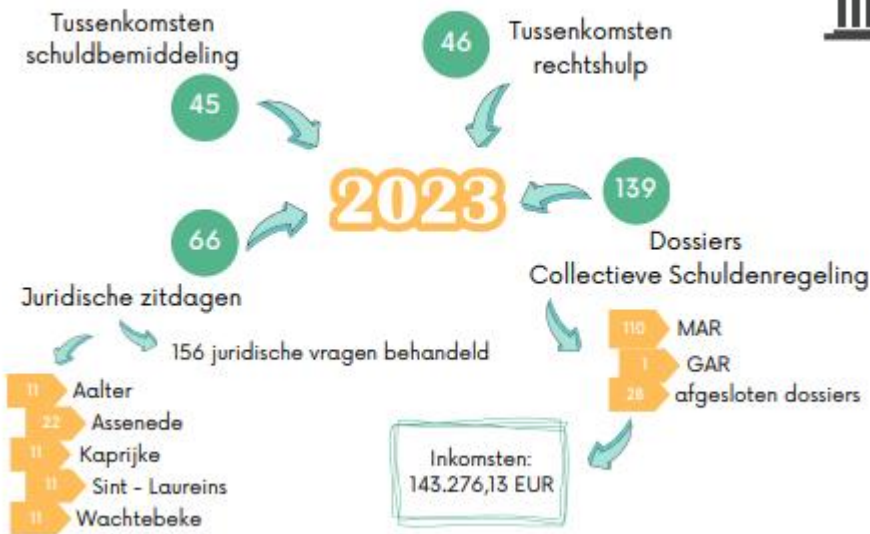 Tussenkomsten
schuldbemiddeling
45
46
Tussenkomsten
rechtshulp
2023
139
Dossiers
Collectieve Schuldenregeling
110 MAR
1 GAR
28 afgesloten dossiers
Inkomsten:
143.276,13 EUR
66
Juridische zitdagen
156 juridische vragen behandeld
11 Aalter
22 Assenede
11 Kaprijke
11 Sint - Laureins
11 Wachtebeke